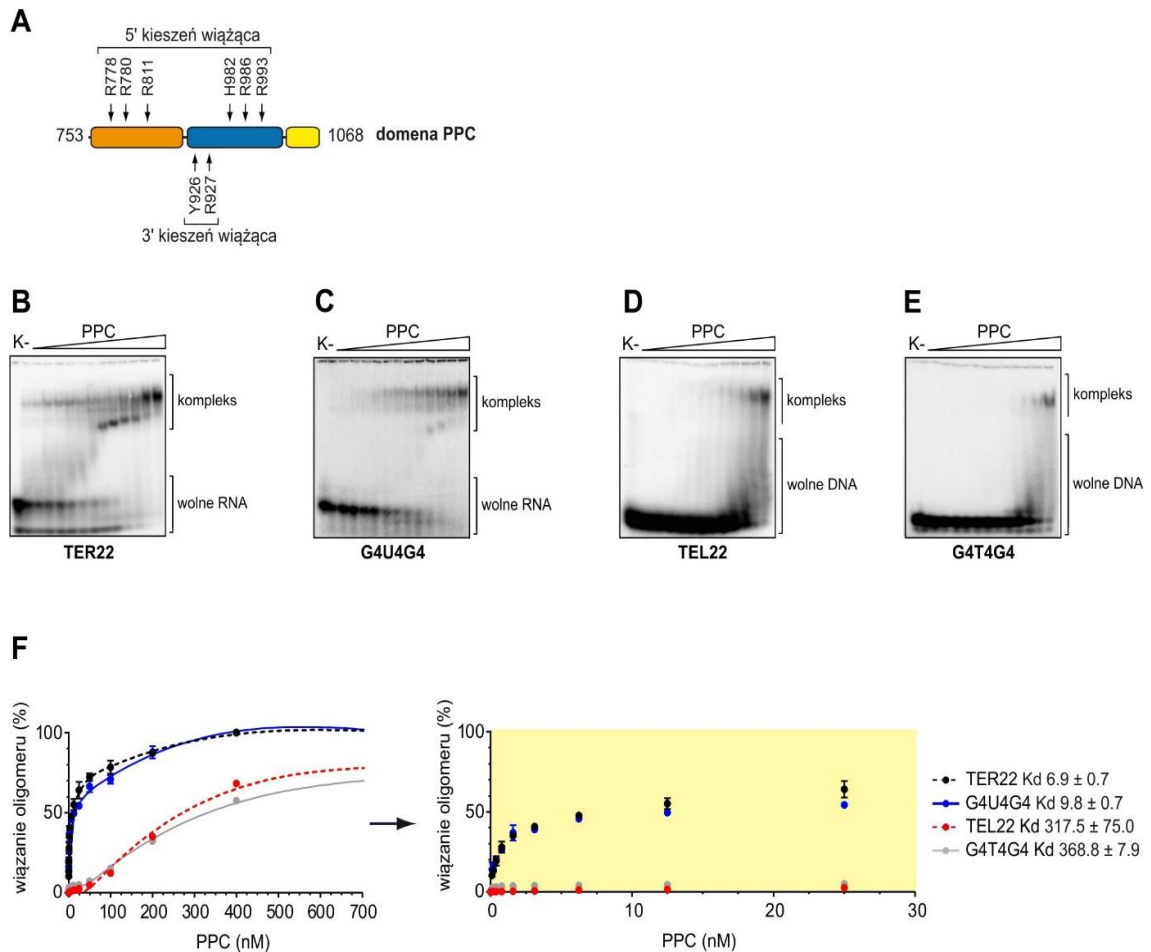 A
5' kieszeń wiążąca
R778 R780 R811 H982 R986 R993
753 1068 domena PPC
Y926 R927
3' kieszeń wiążąca
B C D E
K- PPC K- PPC K- PPC K- PPC
kompleks kompleks kompleks kompleks
wolne RNA wolne RNA wolne DNA wolne DNA
TER22 G4U4G4 TEL22 G4T4G4
F
wiązanie oligomeru (%)
100
50
0
0 100 200 300 400 500 600 700
PPC (nM)
wiązanie oligomeru (%)
100
50
0
0 10 20 30
PPC (nM)
TER22 Kd 6.9 ± 0.7
G4U4G4 Kd 9.8 ± 0.7
TEL22 Kd 317.5 ± 75.0
G4T4G4 Kd 368.8 ± 7.9